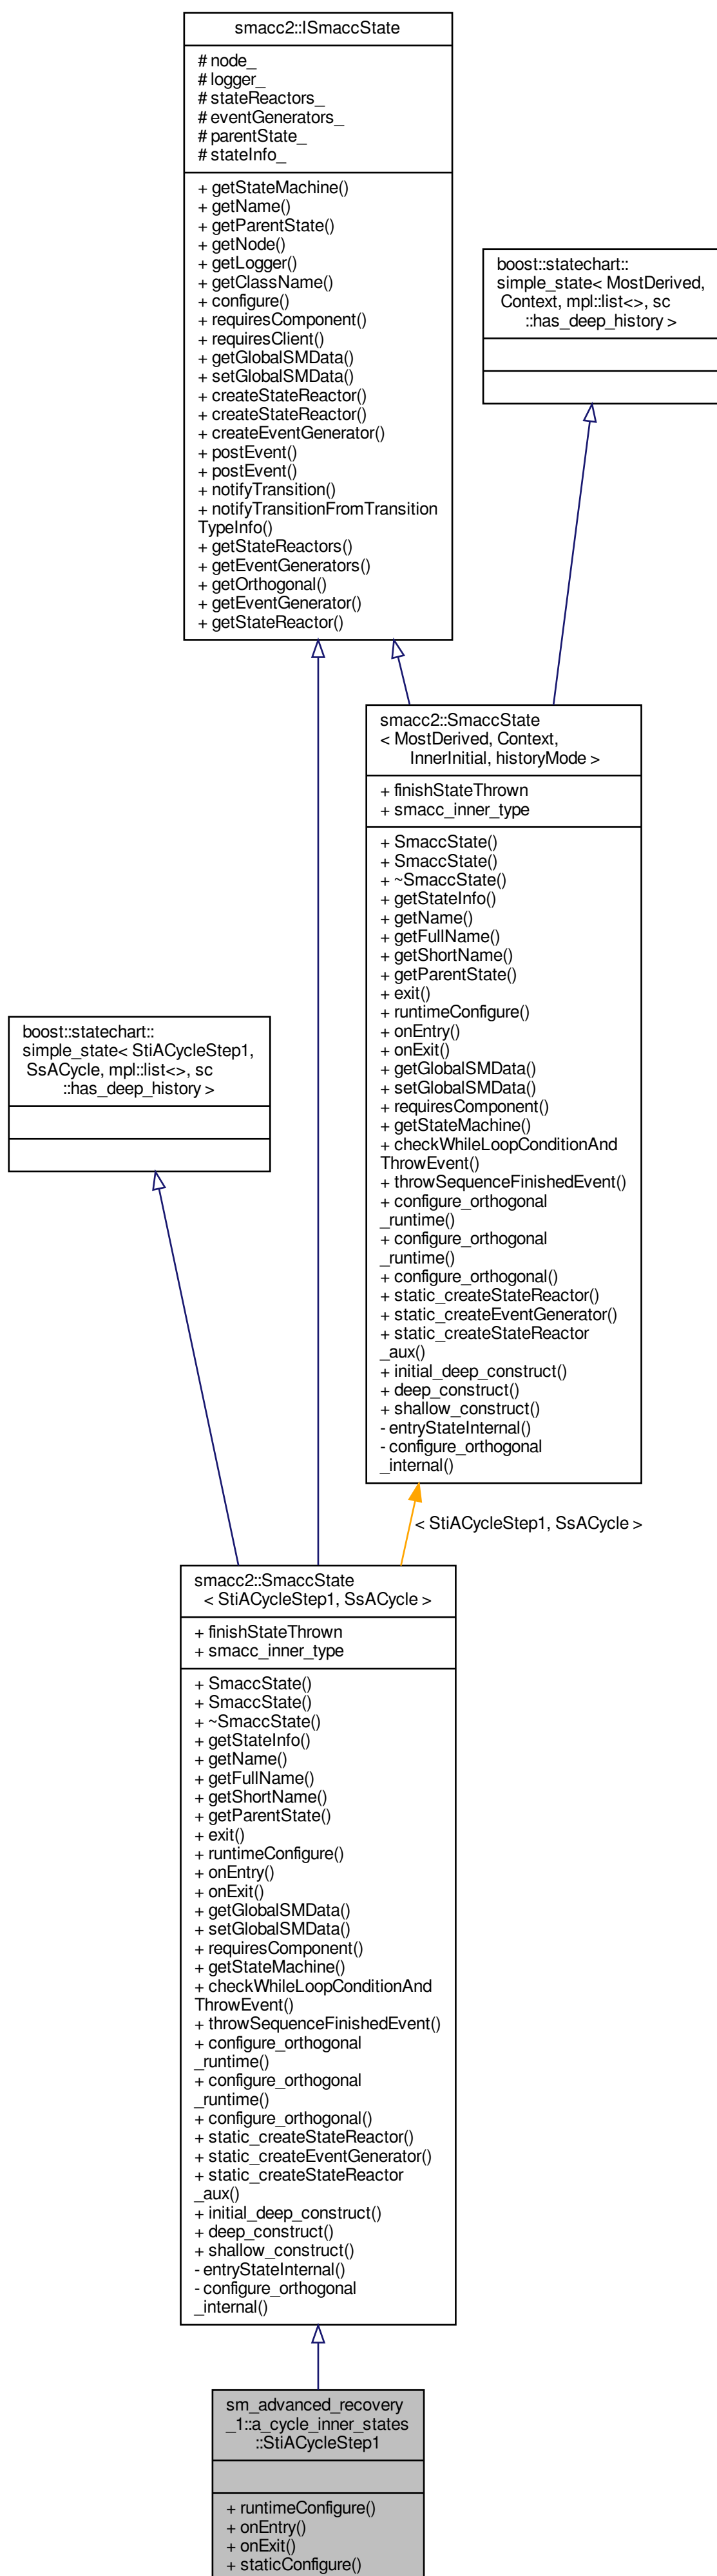 smacc2::ISmaccState
# node_
# logger_
# stateReactors_
# eventGenerators_
# parentState_
# stateInfo_
+ getStateMachine()
+ getName()
+ getParentState()
+ getNode()
+ getLogger()
+ getClassName()
+ configure()
+ requiresComponent()
+ requiresClient()
+ getGlobalSMData()
+ setGlobalSMData()
+ createStateReactor()
+ createStateReactor()
+ createEventGenerator()
+ postEvent()
+ postEvent()
+ notifyTransition()
+ notifyTransitionFromTransition
TypeInfo()
+ getStateReactors()
+ getEventGenerators()
+ getOrthogonal()
+ getEventGenerator()
+ getStateReactor()
boost::statechart::
simple_state< MostDerived,
Context, mpl::list<>, sc
::has_deep_history >
smacc2::SmaccState
< MostDerived, Context,
InnerInitial, historyMode >
+ finishStateThrown
+ smacc_inner_type
+ SmaccState()
+ SmaccState()
+ ~SmaccState()
+ getStateInfo()
+ getName()
+ getFullName()
+ getShortName()
+ getParentState()
+ exit()
+ runtimeConfigure()
+ onEntry()
+ onExit()
+ getGlobalSMData()
+ setGlobalSMData()
+ requiresComponent()
+ getStateMachine()
+ checkWhileLoopConditionAnd
ThrowEvent()
+ throwSequenceFinishedEvent()
+ configure_orthogonal
_runtime()
+ configure_orthogonal
_runtime()
+ configure_orthogonal()
+ static_createStateReactor()
+ static_createEventGenerator()
+ static_createStateReactor
_aux()
+ initial_deep_construct()
+ deep_construct()
+ shallow_construct()
- entryStateInternal()
- configure_orthogonal
_internal()
boost::statechart::
simple_state< StiACycleStep1,
SsACycle, mpl::list<>, sc
::has_deep_history >
< StiACycleStep1, SsACycle >
smacc2::SmaccState
< StiACycleStep1, SsACycle >
+ finishStateThrown
+ smacc_inner_type
+ SmaccState()
+ SmaccState()
+ ~SmaccState()
+ getStateInfo()
+ getName()
+ getFullName()
+ getShortName()
+ getParentState()
+ exit()
+ runtimeConfigure()
+ onEntry()
+ onExit()
+ getGlobalSMData()
+ setGlobalSMData()
+ requiresComponent()
+ getStateMachine()
+ checkWhileLoopConditionAnd
ThrowEvent()
+ throwSequenceFinishedEvent()
+ configure_orthogonal
_runtime()
+ configure_orthogonal
_runtime()
+ configure_orthogonal()
+ static_createStateReactor()
+ static_createEventGenerator()
+ static_createStateReactor
_aux()
+ initial_deep_construct()
+ deep_construct()
+ shallow_construct()
- entryStateInternal()
- configure_orthogonal
_internal()
sm_advanced_recovery
_1::a_cycle_inner_states
::StiACycleStep1
+ runtimeConfigure()
+ onEntry()
+ onExit()
+ staticConfigure()